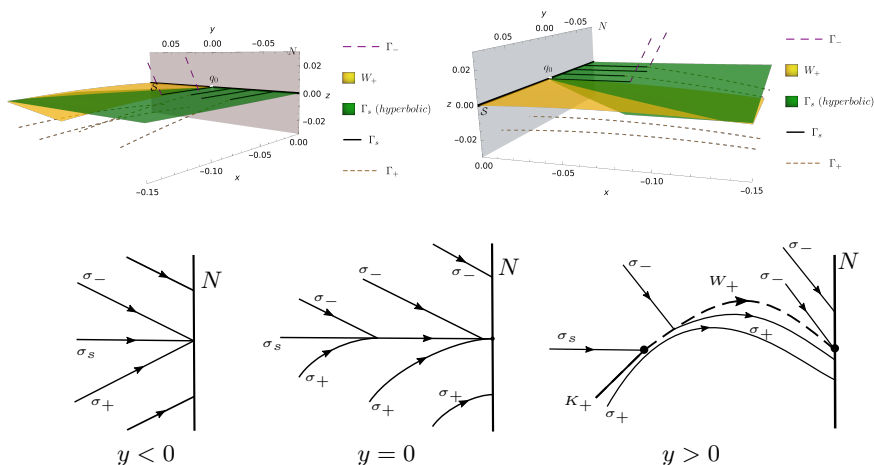 y
0.05
0.00
−0.05
N
0.02
0.00
−0.02
z
S
q₀
0.00
−0.05
−0.10
−0.15
x
Γ₋
W₊
Γₛ (hyperbolic)
Γₛ
Γ₊
y
−0.05
0.00
0.05
N
0.02
0.00
−0.02
z
S
q₀
0.00
−0.05
−0.10
−0.15
x
Γ₋
W₊
Γₛ (hyperbolic)
Γₛ
Γ₊
N
σ₋
σₛ
σ₊
y < 0
N
σ₋
σ₋
σ₋
σₛ
σ₊
σ₊
σ₊
y = 0
N
σ₋
σ₋
σ₋
W₊
σₛ
σ₊
K₊
σ₊
y > 0